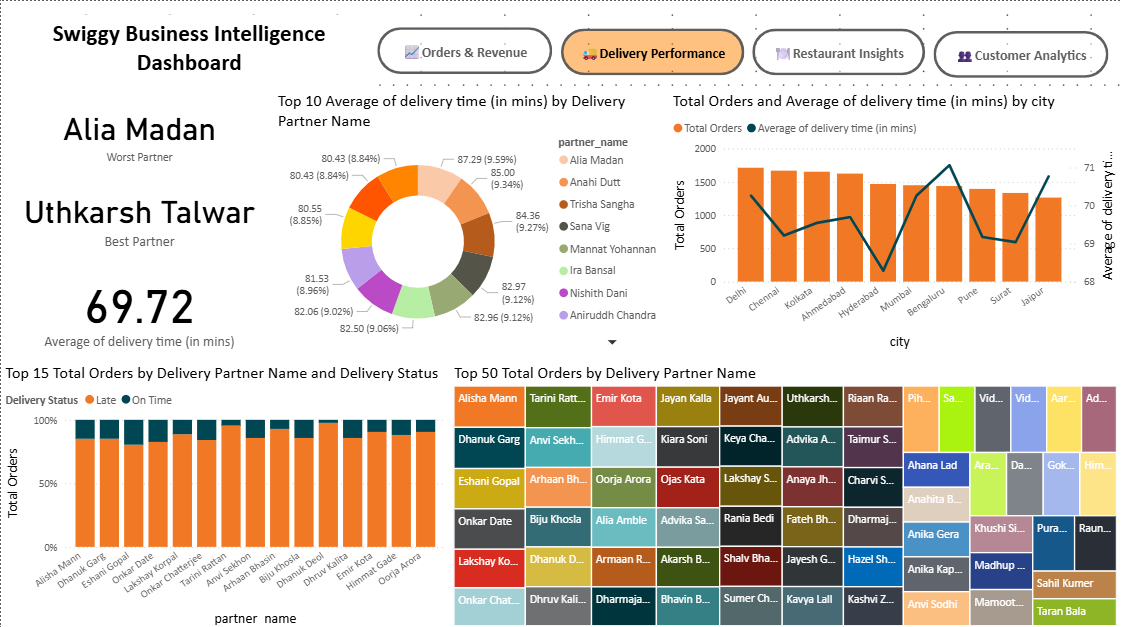 Swiggy Business Intelligence
Dashboard
Orders & Revenue
Delivery Performance
Restaurant Insights
Customer Analytics
Alia Madan
Worst Partner
Uthkarsh Talwar
Best Partner
69.72
Average of delivery time (in mins)
Top 10 Average of delivery time (in mins) by Delivery
Partner Name
87.29 (9.59%)
85.00
(9.34%)
84.36
(9.27%)
82.97
(9.12%)
82.96 (9.12%)
82.50 (9.06%)
82.06 (9.02%)
81.53
(8.96%)
80.55
(8.85%)
80.43 (8.84%)
80.43 (8.84%)
partner_name
Alia Madan
Anahi Dutt
Trisha Sangha
Sana Vig
Mannat Yohannan
Ira Bansal
Nishith Dani
Aniruddh Chandra
Total Orders and Average of delivery time (in mins) by city
Total Orders
Average of delivery time (in mins)
Total Orders
2000
1500
1000
500
0
71
70
69
68
Average of delivery ti...
Delhi
Chennai
Kolkata
Ahmedabad
Hyderabad
Mumbai
Bengaluru
Pune
Surat
Jaipur
city
Top 15 Total Orders by Delivery Partner Name and Delivery Status
Delivery Status
Late
On Time
Total Orders
100%
50%
0%
Alisha Mann
Dhanuk Garg
Eshani Gopal
Onkar Date
Lakshay Korpal
Onkar Chatterjee
Tarini Rattan
Anvi Sekhon
Arhaan Bhasin
Biju Khosla
Dhanuk Deol
Dhruv Kalita
Emir Kota
Himmat Gade
Oorja Arora
partner_name
Top 50 Total Orders by Delivery Partner Name
Alisha Mann
Dhanuk Garg
Eshani Gopal
Onkar Date
Lakshay Ko...
Onkar Chat...
Tarini Ratt...
Anvi Sekh...
Arhaan Bh...
Biju Khosla
Dhanuk D...
Dhruv Kali...
Emir Kota
Himmat G...
Oorja Arora
Alia Amble
Armaan R...
Dharmaja...
Jayan Kalla
Kiara Soni
Ojas Kata
Advika Sa...
Akarsh B...
Bhavin B...
Jayant Au...
Keya Cha...
Lakshay S...
Rania Bedi
Shalv Bha...
Sumer Ch...
Uthkarsh...
Advika A...
Anaya Jh...
Fateh Bh...
Jayesh G...
Kavya Lall
Riaan Ra...
Taimur S...
Charvi S...
Dharmaj...
Hazel Sh...
Kashvi Z...
Pih...
Sa...
Vid...
Vid...
Aar...
Ad...
Ahana Lad
Anahita B...
Anika Gera
Anika Kap...
Anvi Sodhi
Ara...
Da...
Gok...
Him...
Khushi Si...
Madhup ...
Mamoot...
Pura...
Raun...
Sahil Kumer
Taran Bala